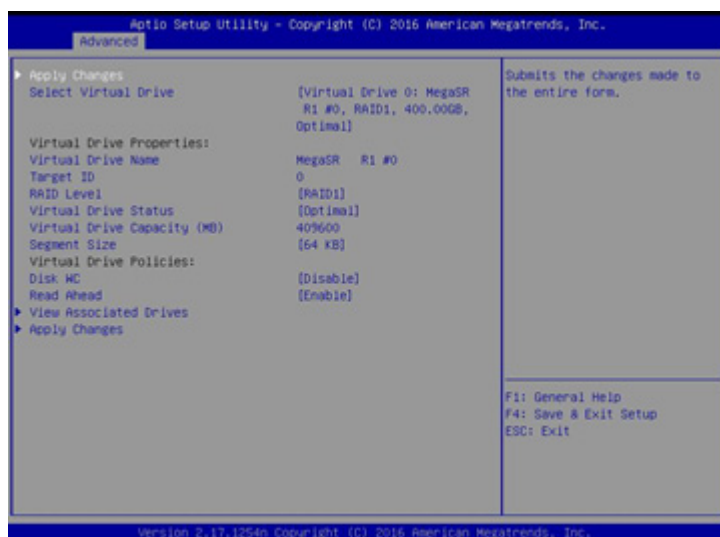 Aptio Setup Utility – Copyright (C) 2016 American Megatrends, Inc.
Advanced
Apply Changes
Select Virtual Drive [Virtual Drive 0: MegaSR
R1 #0, RAID1, 400.00GB,
Optimal]
Virtual Drive Properties:
Virtual Drive Name MegaSR R1 #0
Target ID 0
RAID Level [RAID1]
Virtual Drive Status [Optimal]
Virtual Drive Capacity (MB) 409600
Segment Size [64 KB]
Virtual Drive Policies:
Disk WC [Disable]
Read Ahead [Enable]
View Associated Drives
Apply Changes
Submits the changes made to
the entire form.
F1: General Help
F4: Save & Exit Setup
ESC: Exit
Version 2.17.1254n Copyright (C) 2016 American Megatrends, Inc.